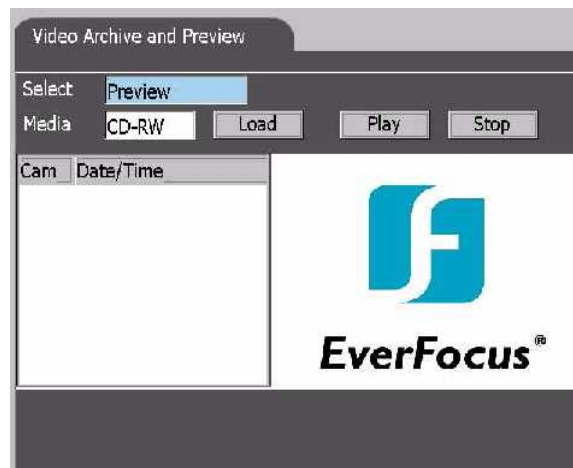 Video Archive and Preview
Select Preview
Media CD-RW Load Play Stop
Cam Date/Time
EverFocus®